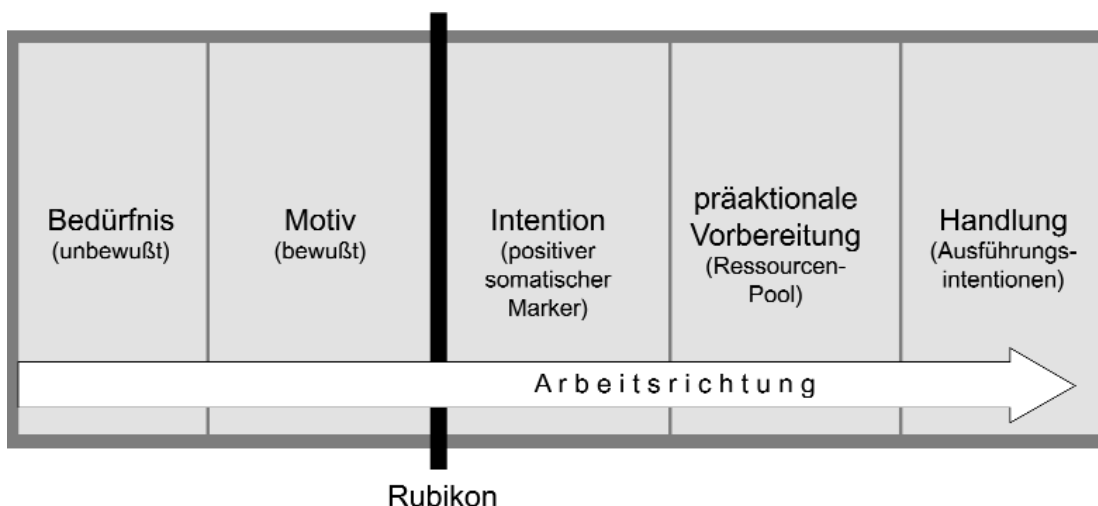 Bedürfnis
(unbewußt)
Motiv
(bewußt)
Intention
(positiver
somatischer
Marker)
präaktionale
Vorbereitung
(Ressourcen-
Pool)
Handlung
(Ausführungs-
intentionen)
Arbeitsrichtung
Rubikon